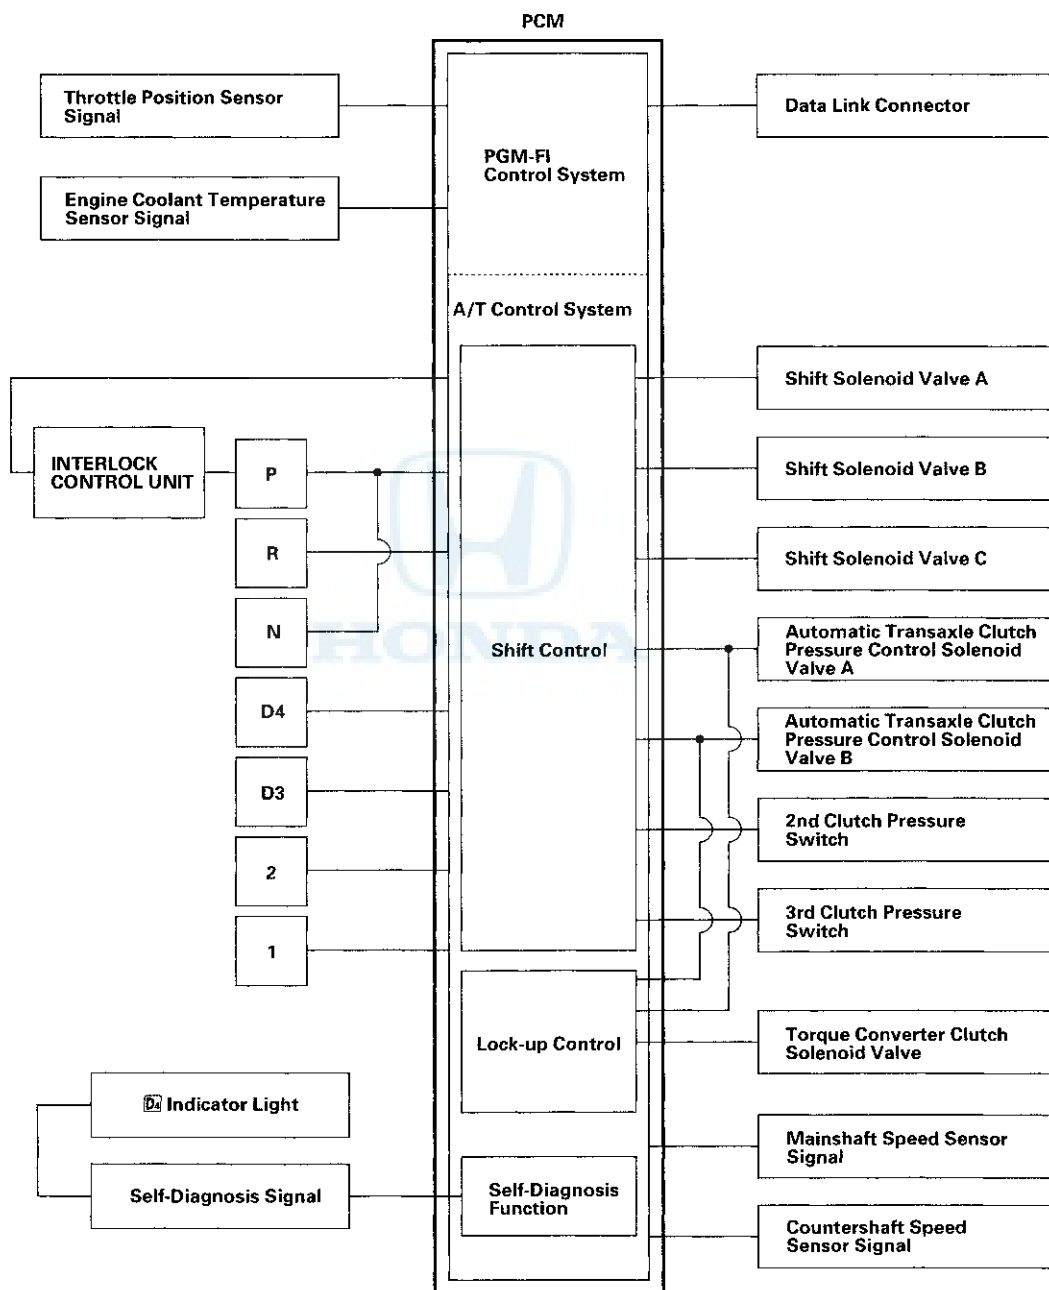 PCM
Throttle Position Sensor
Signal
Data Link Connector
PGM-FI
Control System
Engine Coolant Temperature
Sensor Signal
A/T Control System
Shift Solenoid Valve A
INTERLOCK
CONTROL UNIT
P
Shift Solenoid Valve B
R
Shift Solenoid Valve C
N
HONDA
Shift Control
Automatic Transaxle Clutch
Pressure Control Solenoid
Valve A
D4
Automatic Transaxle Clutch
Pressure Control Solenoid
Valve B
D3
2nd Clutch Pressure
Switch
2
3rd Clutch Pressure
Switch
1
Lock-up Control
Torque Converter Clutch
Solenoid Valve
D4 Indicator Light
Mainshaft Speed Sensor
Signal
Self-Diagnosis Signal
Self-Diagnosis
Function
Countershaft Speed
Sensor Signal